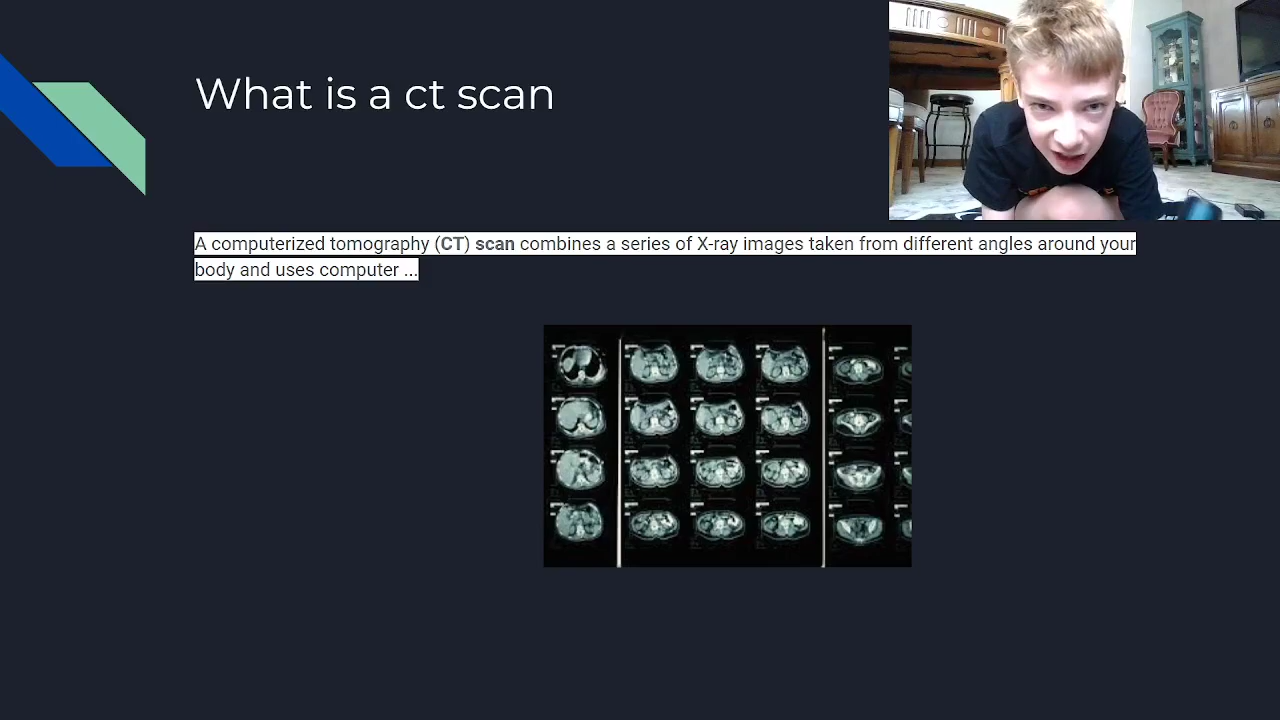 What is a ct scan
A computerized tomography (CT) scan combines a series of X-ray images taken from different angles around your
body and uses computer ...